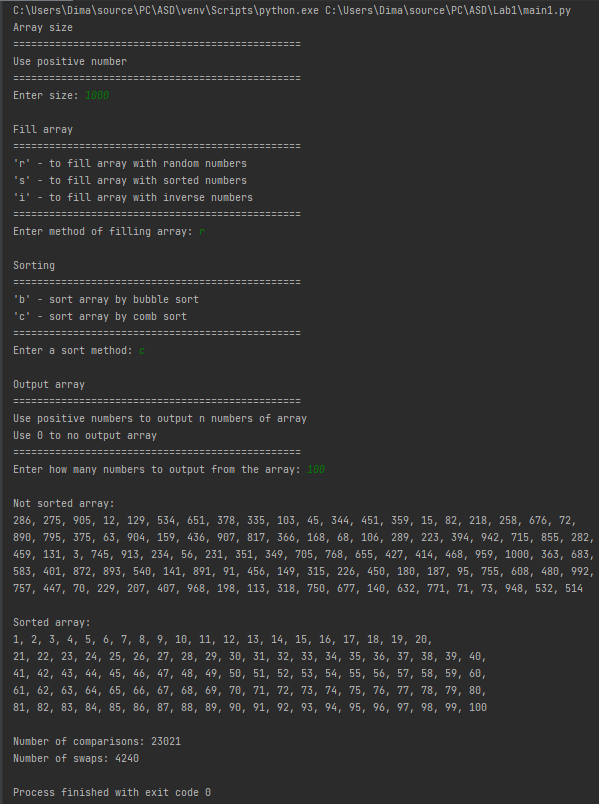 C:\Users\Dima\source\PC\ASD\venv\Scripts\python.exe C:\Users\Dima\source\PC\ASD\Lab1\main1.py
Array size
================================================
Use positive number
================================================
Enter size: 1000
Fill array
================================================
'r' - to fill array with random numbers
's' - to fill array with sorted numbers
'i' - to fill array with inverse numbers
================================================
Enter method of filling array: r
Sorting
================================================
'b' - sort array by bubble sort
'c' - sort array by comb sort
================================================
Enter a sort method: c
Output array
================================================
Use positive numbers to output n numbers of array
Use 0 to no output array
================================================
Enter how many numbers to output from the array: 100
Not sorted array:
286, 275, 905, 12, 129, 534, 651, 378, 335, 103, 45, 344, 451, 359, 15, 82, 218, 258, 676, 72,
890, 795, 375, 63, 904, 159, 436, 907, 817, 366, 168, 68, 106, 289, 223, 394, 942, 715, 855, 282,
459, 131, 3, 745, 913, 234, 56, 231, 351, 349, 705, 768, 655, 427, 414, 468, 959, 1000, 363, 683,
583, 401, 872, 893, 540, 141, 891, 91, 456, 149, 315, 226, 450, 180, 187, 95, 755, 608, 480, 992,
757, 447, 70, 229, 207, 407, 968, 198, 113, 318, 750, 677, 140, 632, 771, 71, 73, 948, 532, 514
Sorted array:
1, 2, 3, 4, 5, 6, 7, 8, 9, 10, 11, 12, 13, 14, 15, 16, 17, 18, 19, 20,
21, 22, 23, 24, 25, 26, 27, 28, 29, 30, 31, 32, 33, 34, 35, 36, 37, 38, 39, 40,
41, 42, 43, 44, 45, 46, 47, 48, 49, 50, 51, 52, 53, 54, 55, 56, 57, 58, 59, 60,
61, 62, 63, 64, 65, 66, 67, 68, 69, 70, 71, 72, 73, 74, 75, 76, 77, 78, 79, 80,
81, 82, 83, 84, 85, 86, 87, 88, 89, 90, 91, 92, 93, 94, 95, 96, 97, 98, 99, 100
Number of comparisons: 23021
Number of swaps: 4240
Process finished with exit code 0